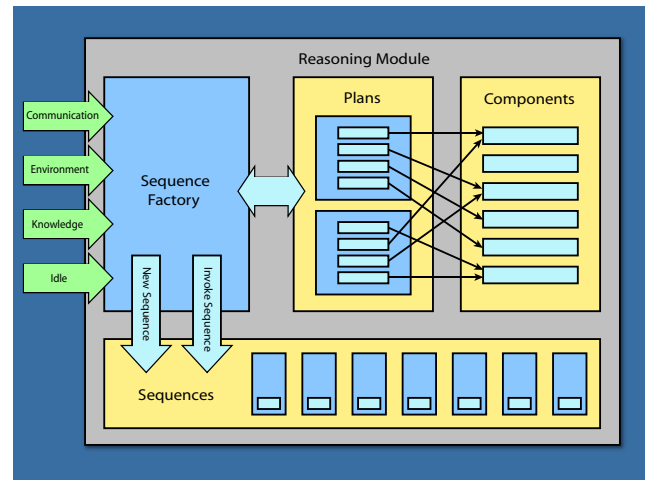 Reasoning Module
Plans
Components
Communication
Environment
Knowledge
Idle
Sequence
Factory
New Sequence
Invoke Sequence
Sequences